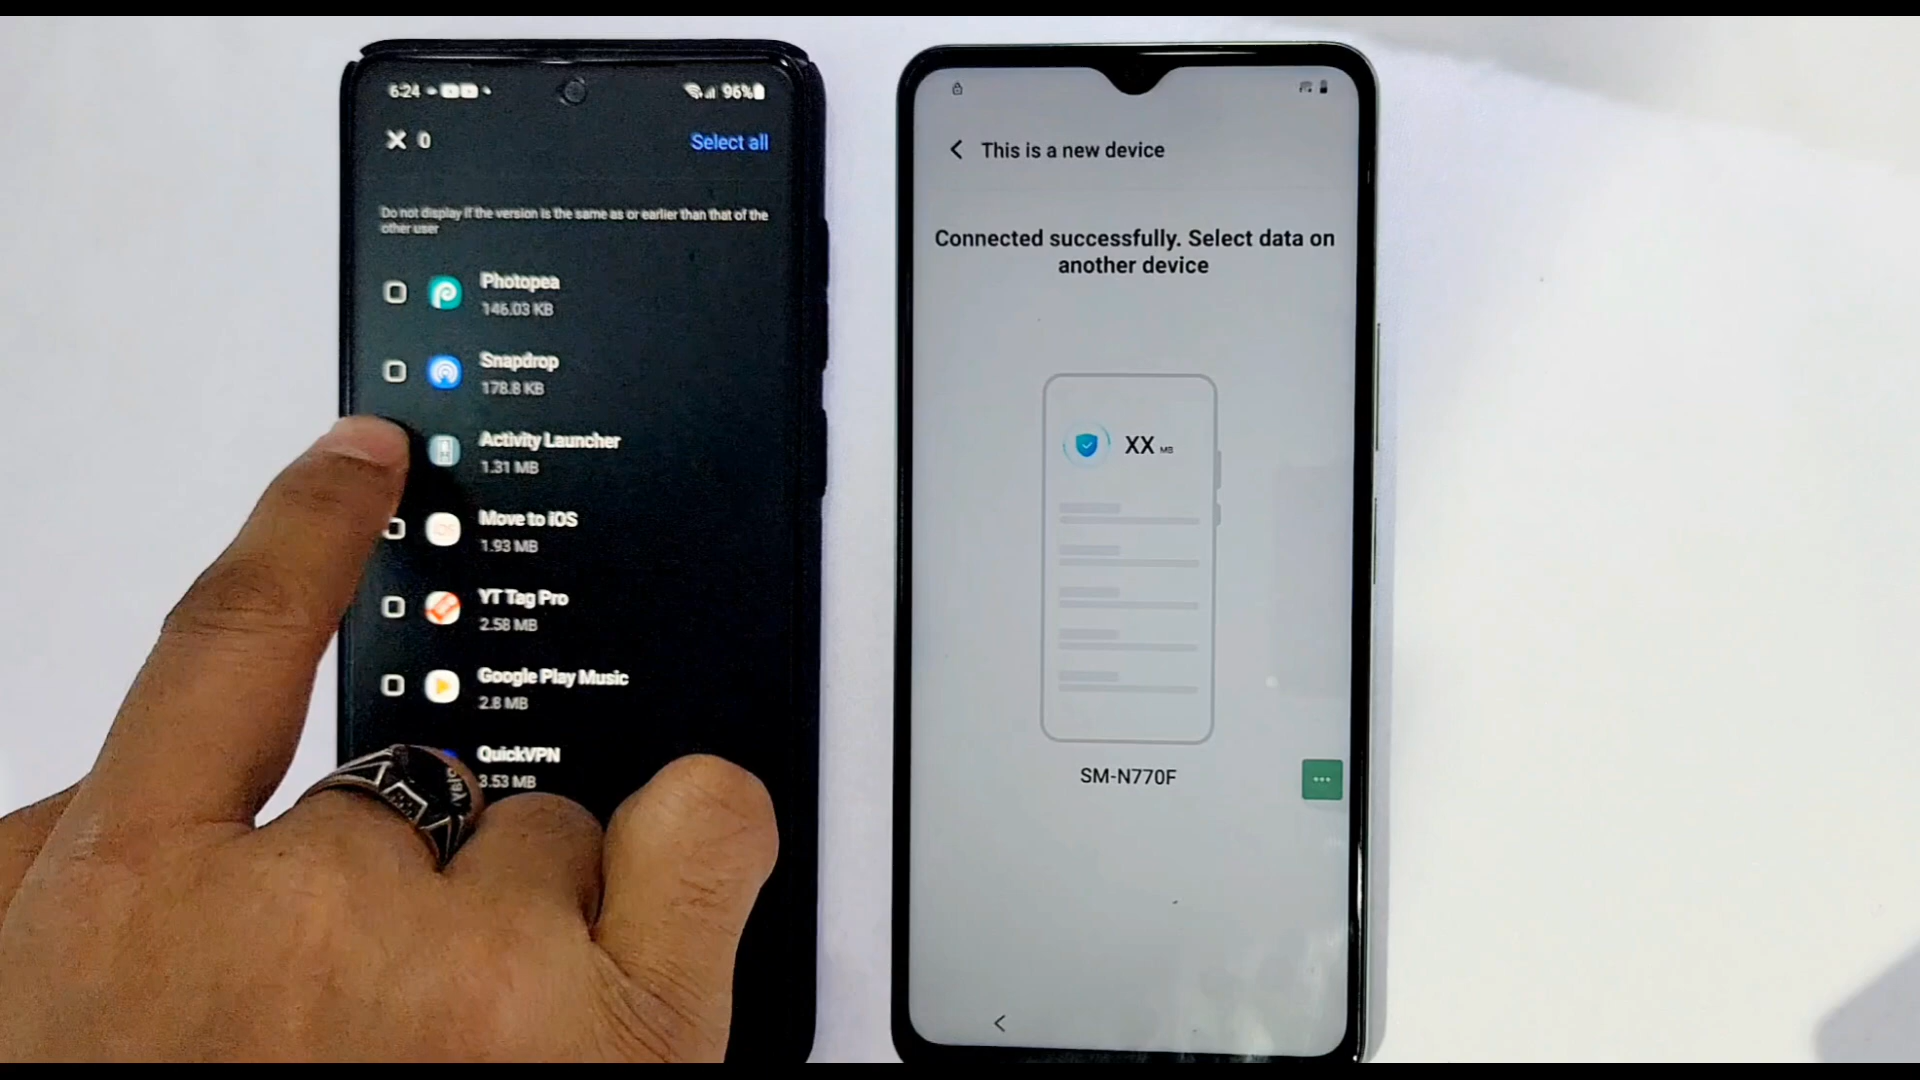 6:24
96%
0
Select all
Do not display if the version is the same as or earlier than that of the
other user
Photopea
146.03 KB
Snapdrop
178.8 KB
Activity Launcher
1.31 MB
Move to iOS
1.93 MB
YT Tag Pro
2.58 MB
Google Play Music
2.8 MB
QuickVPN
3.53 MB
This is a new device
Connected successfully. Select data on
another device
XX MB
SM-N770F